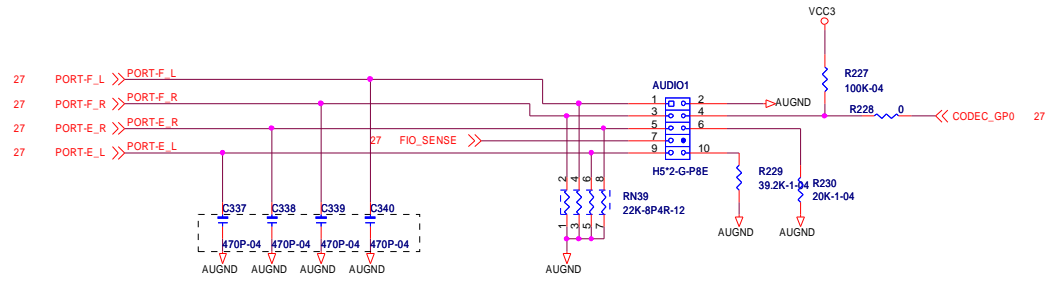 VCC3
27 PORT-F_L PORT-F_L
27 PORT-F_R PORT-F_R
27 PORT-E_R PORT-E_R
27 PORT-E_L PORT-E_L
27 FIO_SENSE
AUDIO1
1 2
3 4
5 6
7
9 10
H5*2-G-P8E
AUGND
R227
100K-04
R228 0
CODEC_GP0 27
R229
39.2K-1-04
R230
20K-1-04
AUGND
AUGND
2 4 6 8
RN39
22K-8P4R-12
1 3 5 7
AUGND
C337 C338 C339 C340
470P-04 470P-04 470P-04 470P-04
AUGND AUGND AUGND AUGND